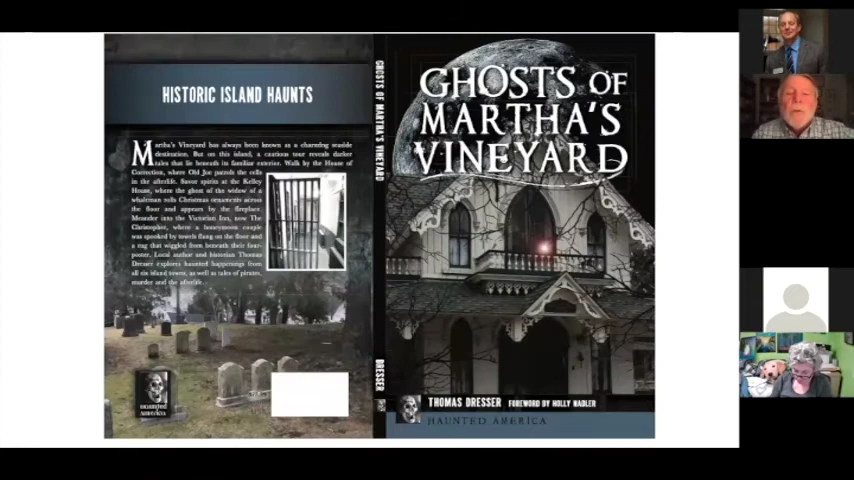 HISTORIC ISLAND HAUNTS
Martha's Vineyard has always been known as a charming seaside
destination. But on this island, a cautious tour reveals darker
tales that lie beneath its familiar exterior. Walk by the House of
Correction, where Old Joe patrols the cells
in the afterlife. Savor spirits at the Kelley
House, where the ghost of the widow of a
whaleman rolls Christmas ornaments across
the floor and appears by the fireplace.
Meander into the Victorian Inn, now The
Christopher, where a honeymoon couple
was spooked by towels flung on the floor and
a rug that wiggled from beneath their four-
poster. Local author and historian Thomas
Dresser explores haunted happenings from
all six island towns, as well as tales of pirates,
murder and the afterlife.
HAUNTED
AMERICA
GHOSTS OF MARTHA'S VINEYARD
DRESSER
GHOSTS OF
MARTHA'S
VINEYARD
THOMAS DRESSER FOREWORD BY HOLLY NADLER
HAUNTED AMERICA